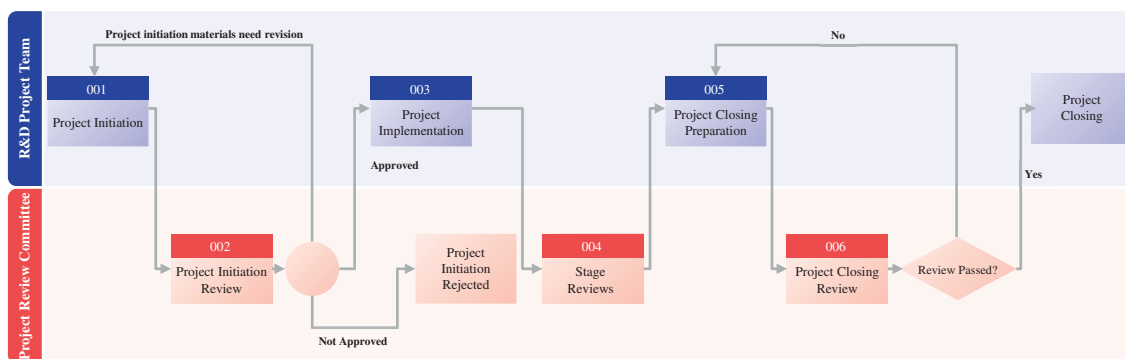 R&D Project Team
Project initiation materials need revision
No
001
Project Initiation
003
Project
Implementation
005
Project Closing
Preparation
Project
Closing
Approved
Yes
Project Review Committee
002
Project Initiation
Review
Project
Initiation
Rejected
004
Stage
Reviews
006
Project Closing
Review
Review Passed?
Not Approved